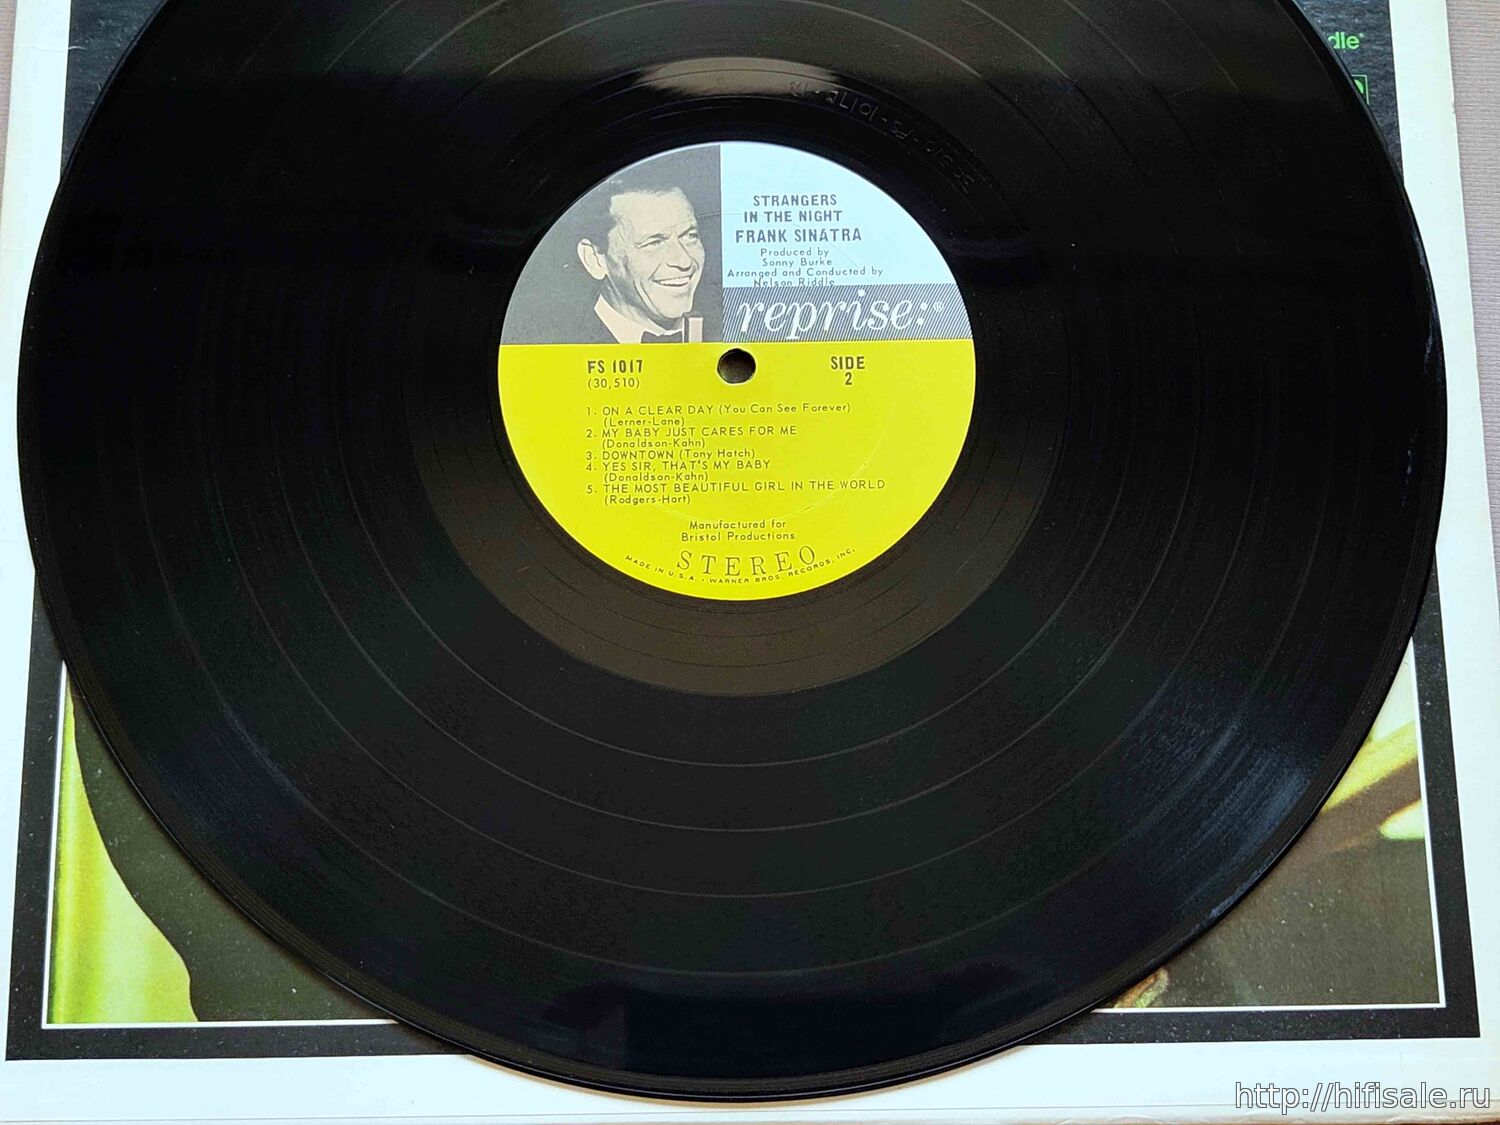 dle
STRANGERS
IN THE NIGHT
FRANK SINATRA
Produced by
Sonny Burke
Arranged and Conducted by
Nelson Riddle
reprise:
FS 1017
(30,510)
SIDE
2
1. ON A CLEAR DAY (You Can See Forever)
(Lerner-Lane)
2. MY BABY JUST CARES FOR ME
(Donaldson-Kahn)
3. DOWNTOWN (Tony Hatch)
4. YES SIR, THAT'S MY BABY
(Donaldson-Kahn)
5. THE MOST BEAUTIFUL GIRL IN THE WORLD
(Rodgers-Hart)
Manufactured for
Bristol Productions
STEREO
MADE IN U.S.A. • WARNER BROS. RECORDS, INC.
http://hifisale.ru